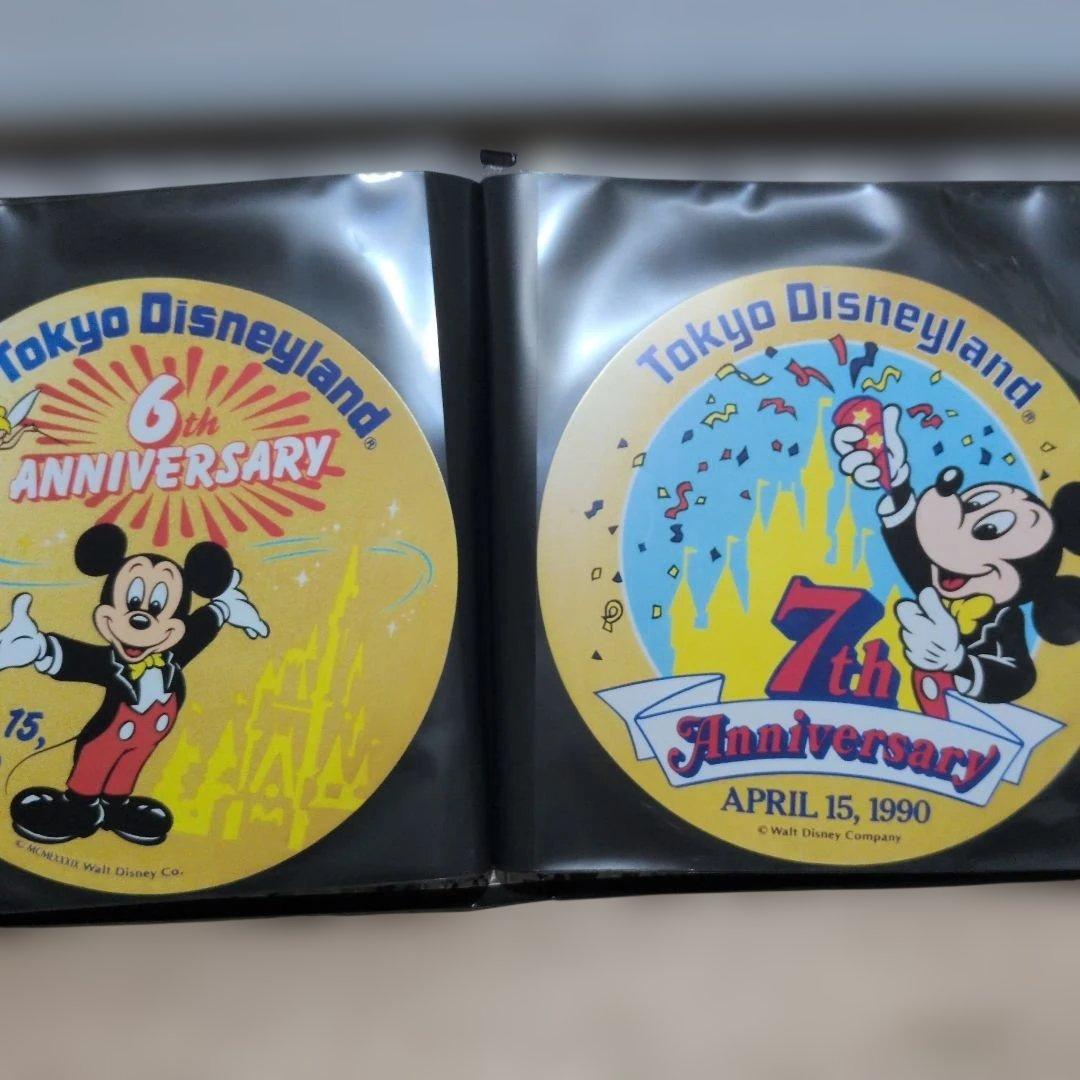 Tokyo Disneyland®
6th
ANNIVERSARY
15,
© MCMLXXXIX Walt Disney Co.
Tokyo Disneyland®
7th
Anniversary
APRIL 15, 1990
© Walt Disney Company